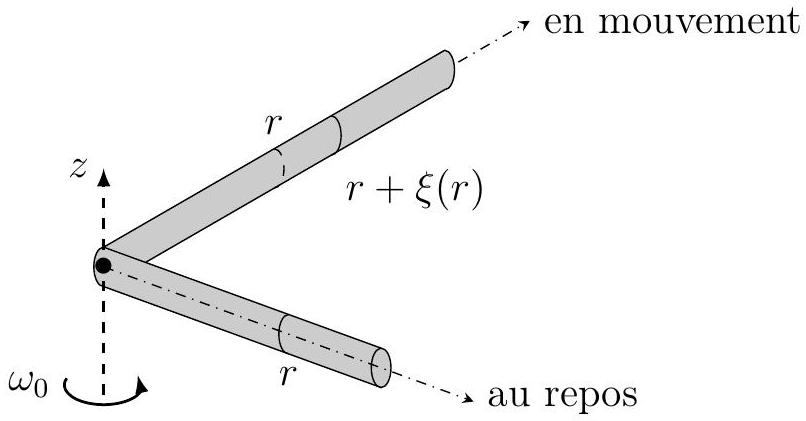 en mouvement
r
z
r + ξ(r)
r
ω₀
au repos